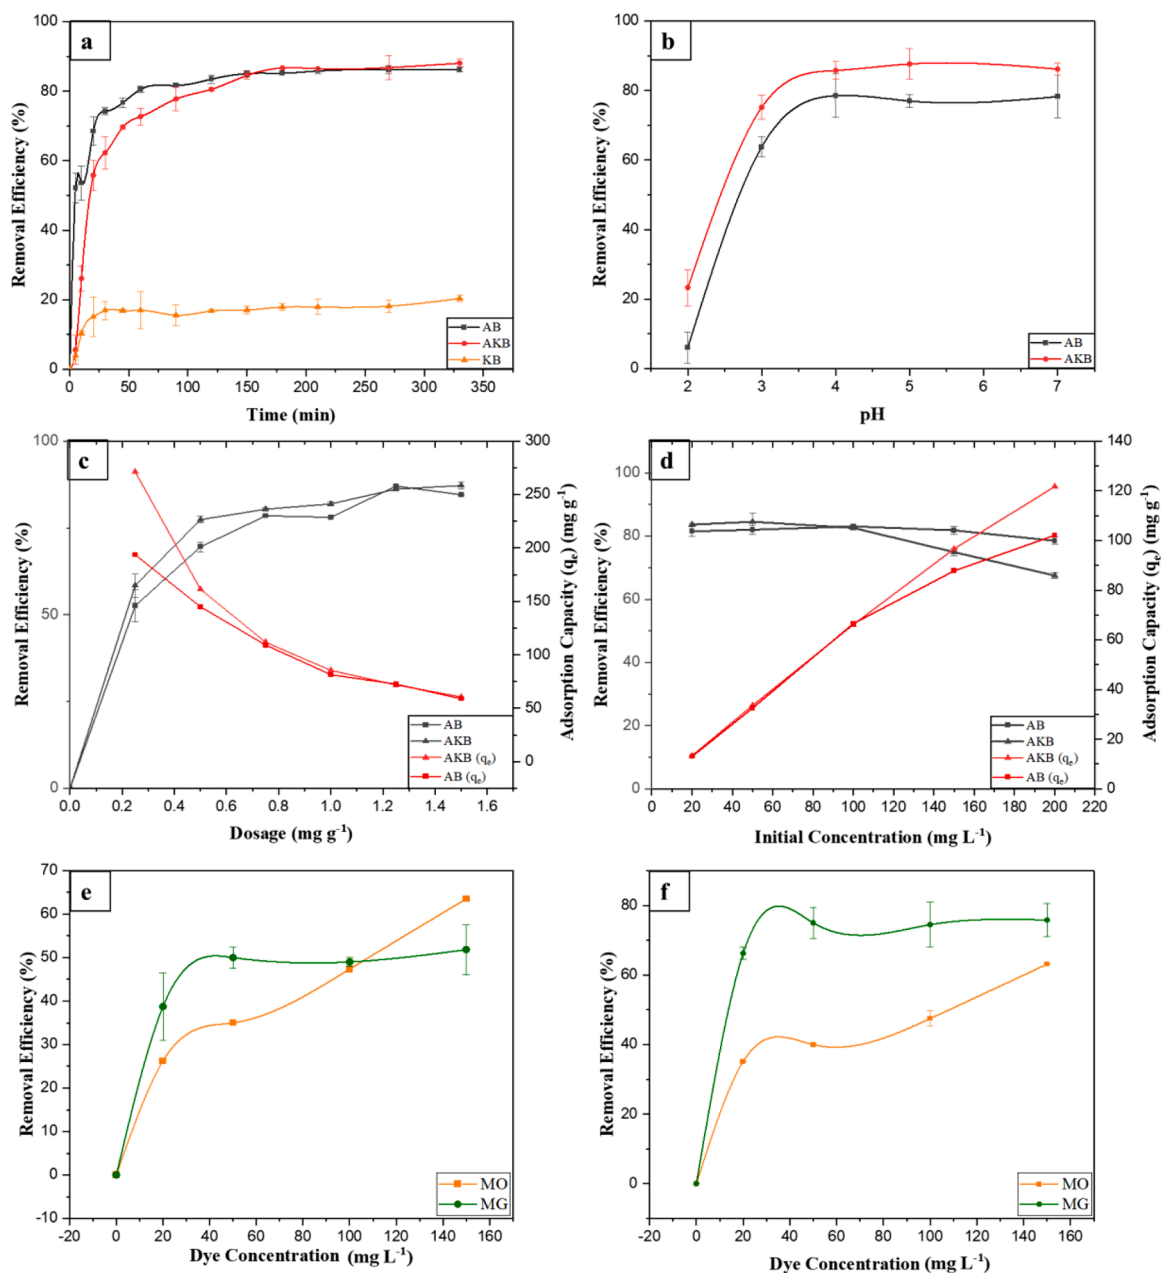 a
Removal Efficiency (%)
100
80
60
40
20
0
0 50 100 150 200 250 300 350
Time (min)
AB
AKB
KB
b
Removal Efficiency (%)
100
80
60
40
20
0
2 3 4 5 6 7
pH
AB
AKB
c
Removal Efficiency (%)
100
50
0
0.0 0.2 0.4 0.6 0.8 1.0 1.2 1.4 1.6
Dosage (mg g⁻¹)
300
250
200
150
100
50
0
Adsorption Capacity (qₑ) (mg g⁻¹)
AB
AKB
AKB (qₑ)
AB (qₑ)
d
Removal Efficiency (%)
100
80
60
40
20
0
0 20 40 60 80 100 120 140 160 180 200 220
Initial Concentration (mg L⁻¹)
140
120
100
80
60
40
20
0
Adsorption Capacity (qₑ) (mg g⁻¹)
AB
AKB
AKB (qₑ)
AB (qₑ)
e
Removal Efficiency (%)
70
60
50
40
30
20
10
0
-10
-20 0 20 40 60 80 100 120 140 160
Dye Concentration (mg L⁻¹)
MO
MG
f
Removal Efficiency (%)
80
60
40
20
0
-20 0 20 40 60 80 100 120 140 160
Dye Concentration (mg L⁻¹)
MO
MG